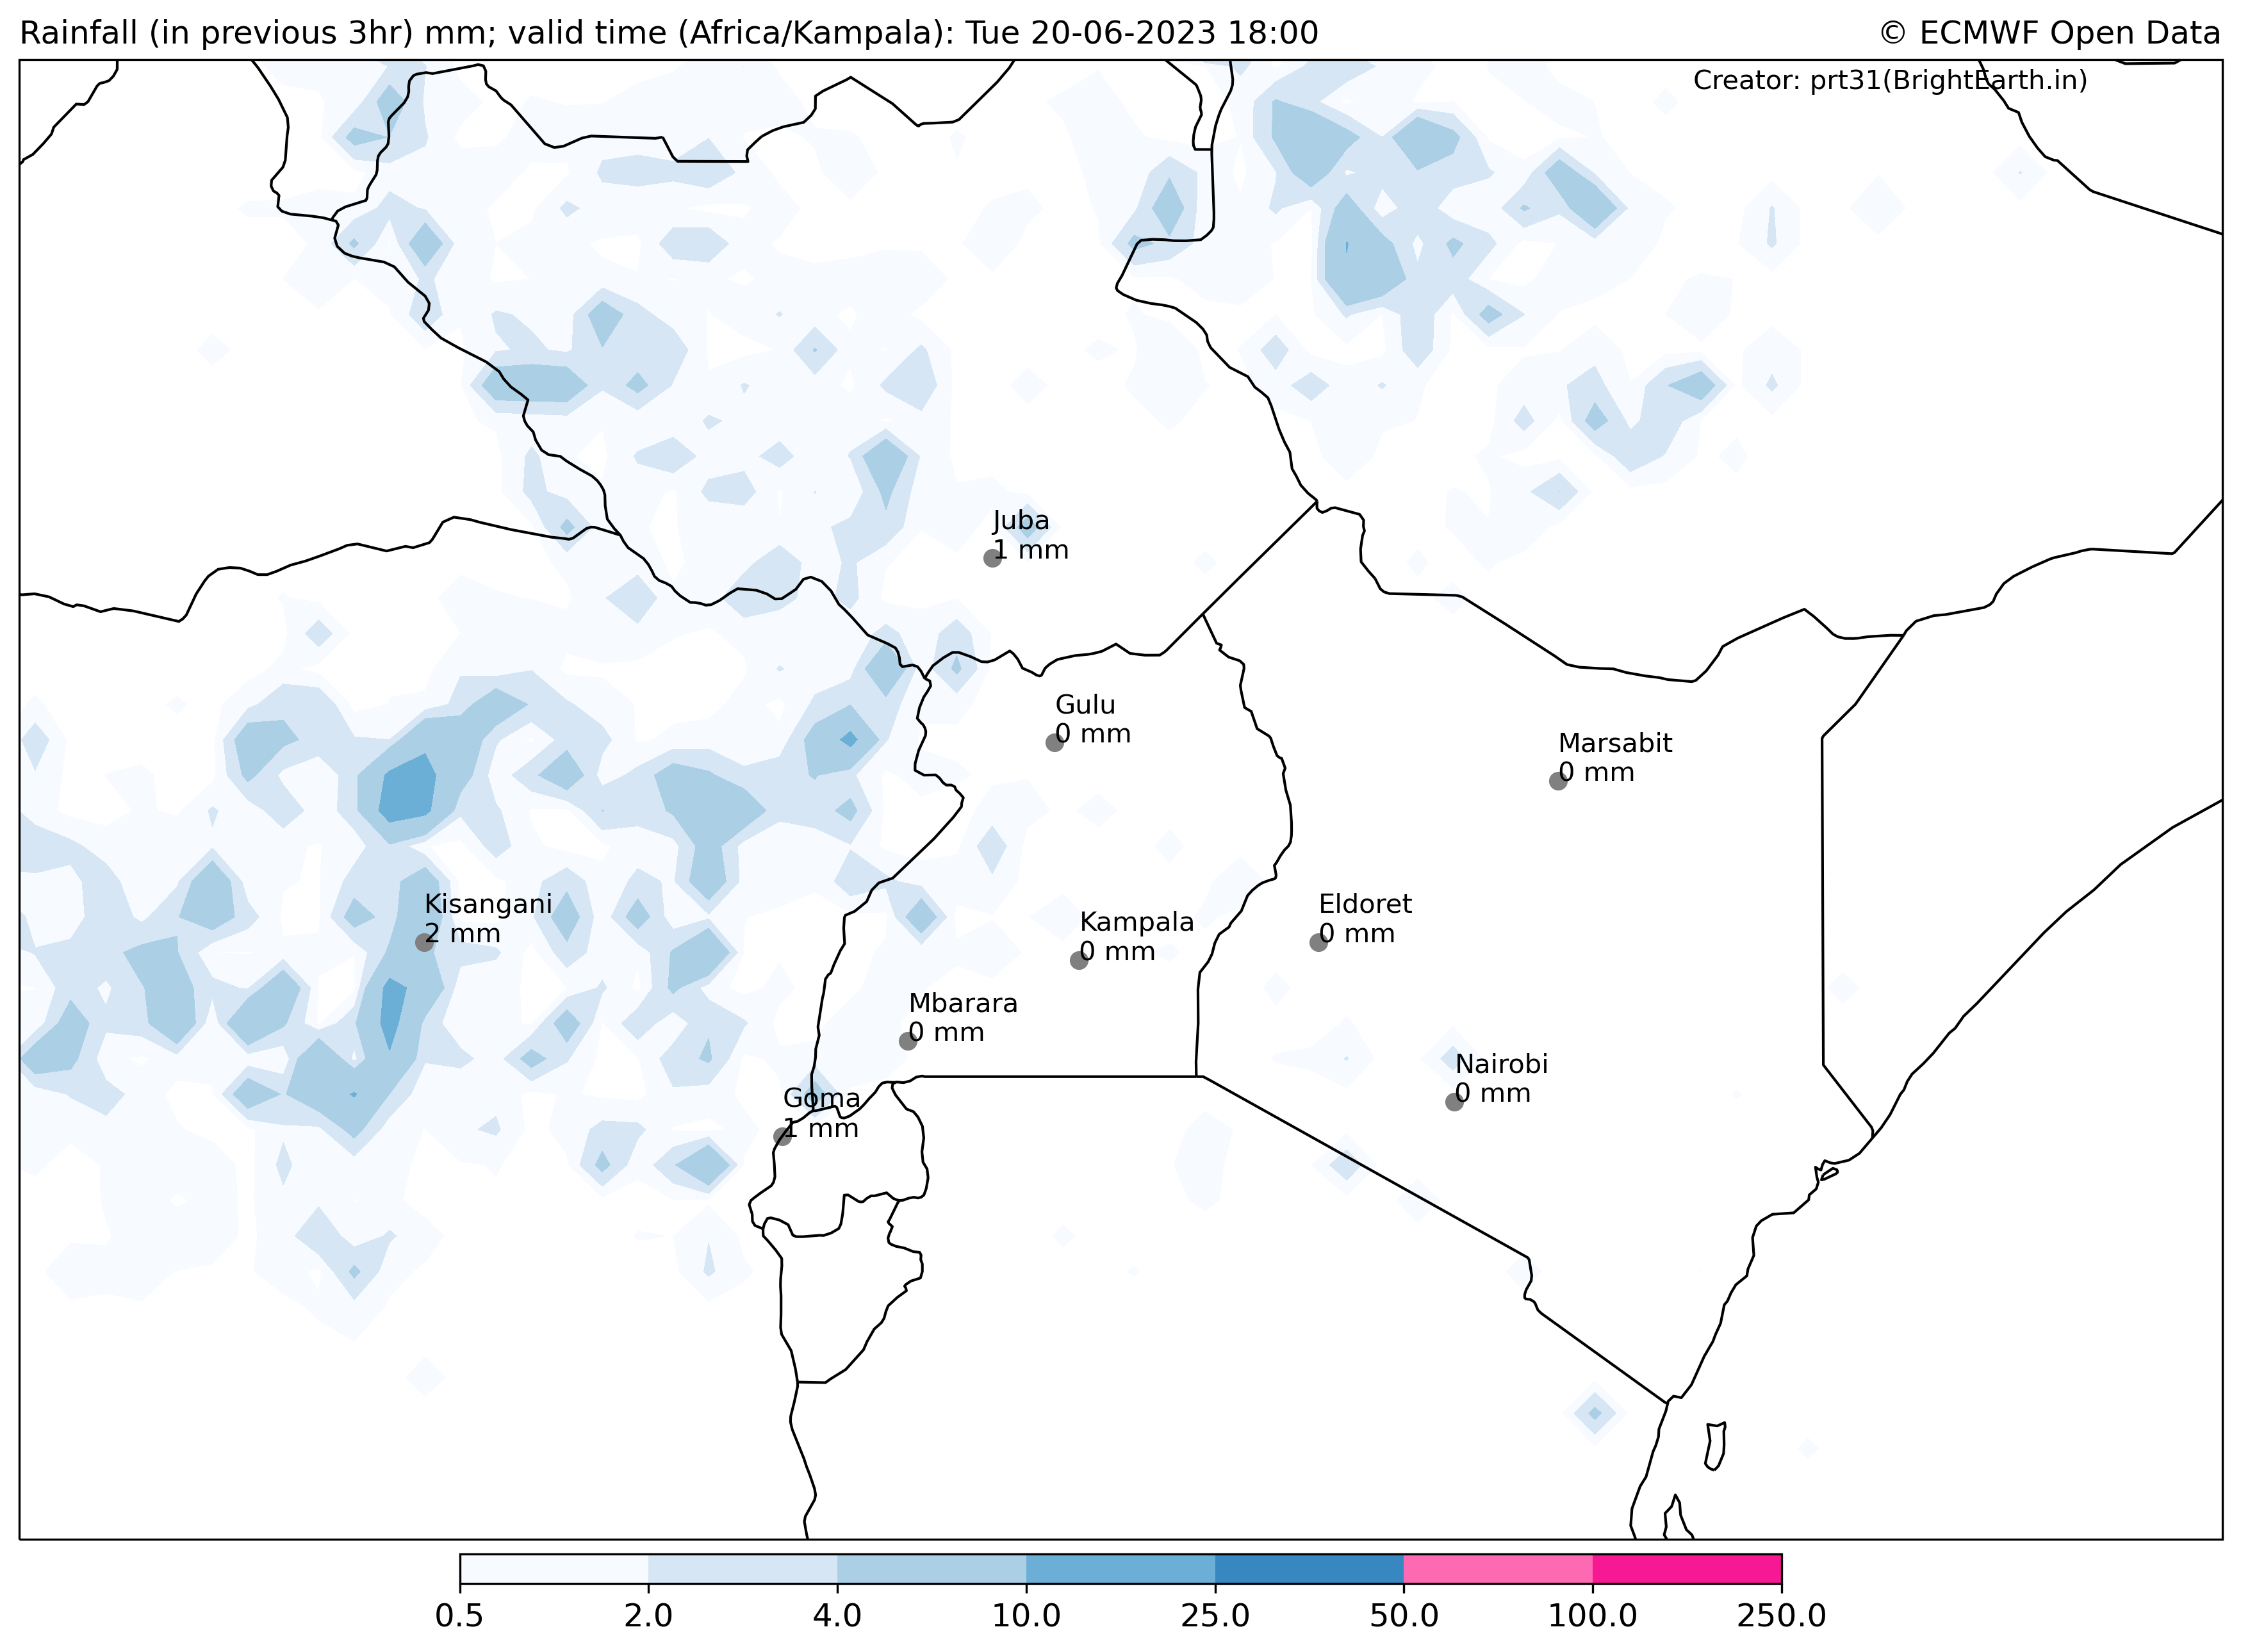 Rainfall (in previous 3hr) mm; valid time (Africa/Kampala): Tue 20-06-2023 18:00
© ECMWF Open Data
Creator: prt31(BrightEarth.in)
Juba
1 mm
Gulu
0 mm
Marsabit
0 mm
Kisangani
2 mm
Eldoret
0 mm
Kampala
0 mm
Mbarara
0 mm
Nairobi
0 mm
Goma
1 mm
0.5 2.0 4.0 10.0 25.0 50.0 100.0 250.0